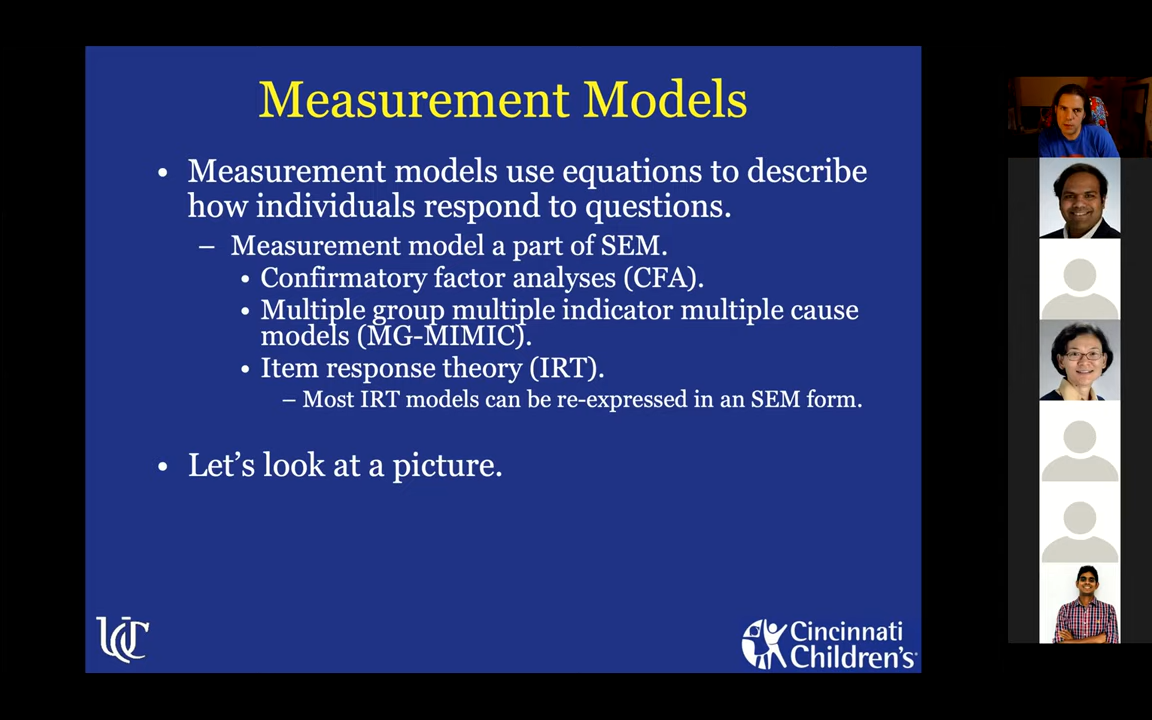 Measurement Models
• Measurement models use equations to describe
how individuals respond to questions.
– Measurement model a part of SEM.
• Confirmatory factor analyses (CFA).
• Multiple group multiple indicator multiple cause
models (MG-MIMIC).
• Item response theory (IRT).
– Most IRT models can be re-expressed in an SEM form.
• Let’s look at a picture.
UC
Cincinnati
Children's